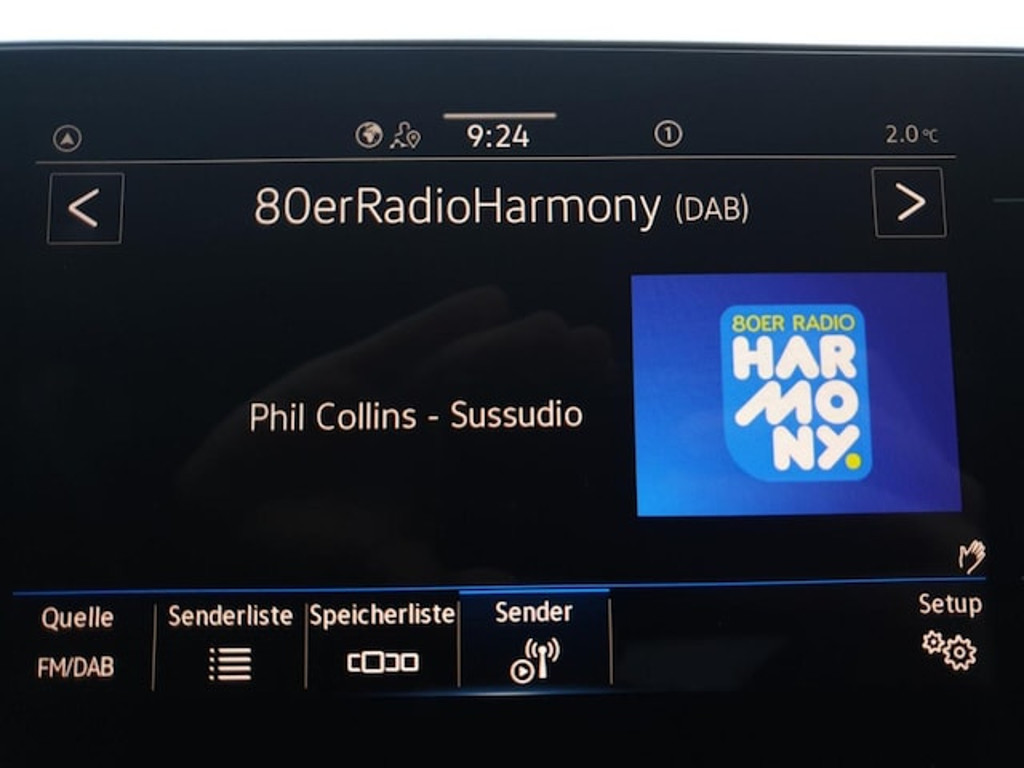 9:24
1
2.0 °C
< 80erRadioHarmony (DAB) >
80ER RADIO
HAR
MO
NY.
Phil Collins - Sussudio
Quelle Senderliste Speicherliste Sender Setup
FM/DAB